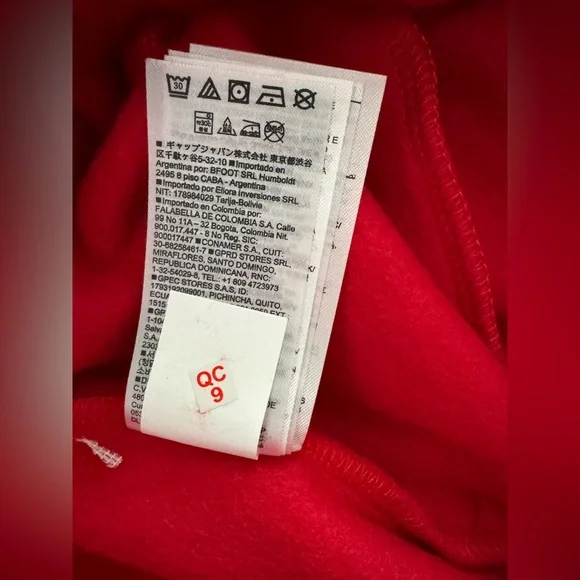 30
■ ギャップジャパン株式会社 東京都渋谷
区千駄ヶ谷5-32-10 ■Importado en
Argentina por: BFOOT SRL Humboldt
2495 8 piso CABA - Argentina
■Importado por Eliora Inversiones SRL
NIT: 178984029 Tarija-Bolivia
■Importado en Colombia por:
FALABELLA DE COLOMBIA S.A. Calle
99 No 11A – 32 Bogota, Colombia Nit.
900.017.447 - 8 No Reg. SIC:
900017447 ■CONAMER S.A., CUIT:
30-88258461-7 ■GPRD STORES SRL,
MIRAFLORES, SANTO DOMINGO,
REPUBLICA DOMINICANA, RNC:
1-32-54029-8, TEL: +1 809 4723973
■GPEC STORES S.A.S, ID:
1793192099001, PICHINCHA, QUITO,
QC
9